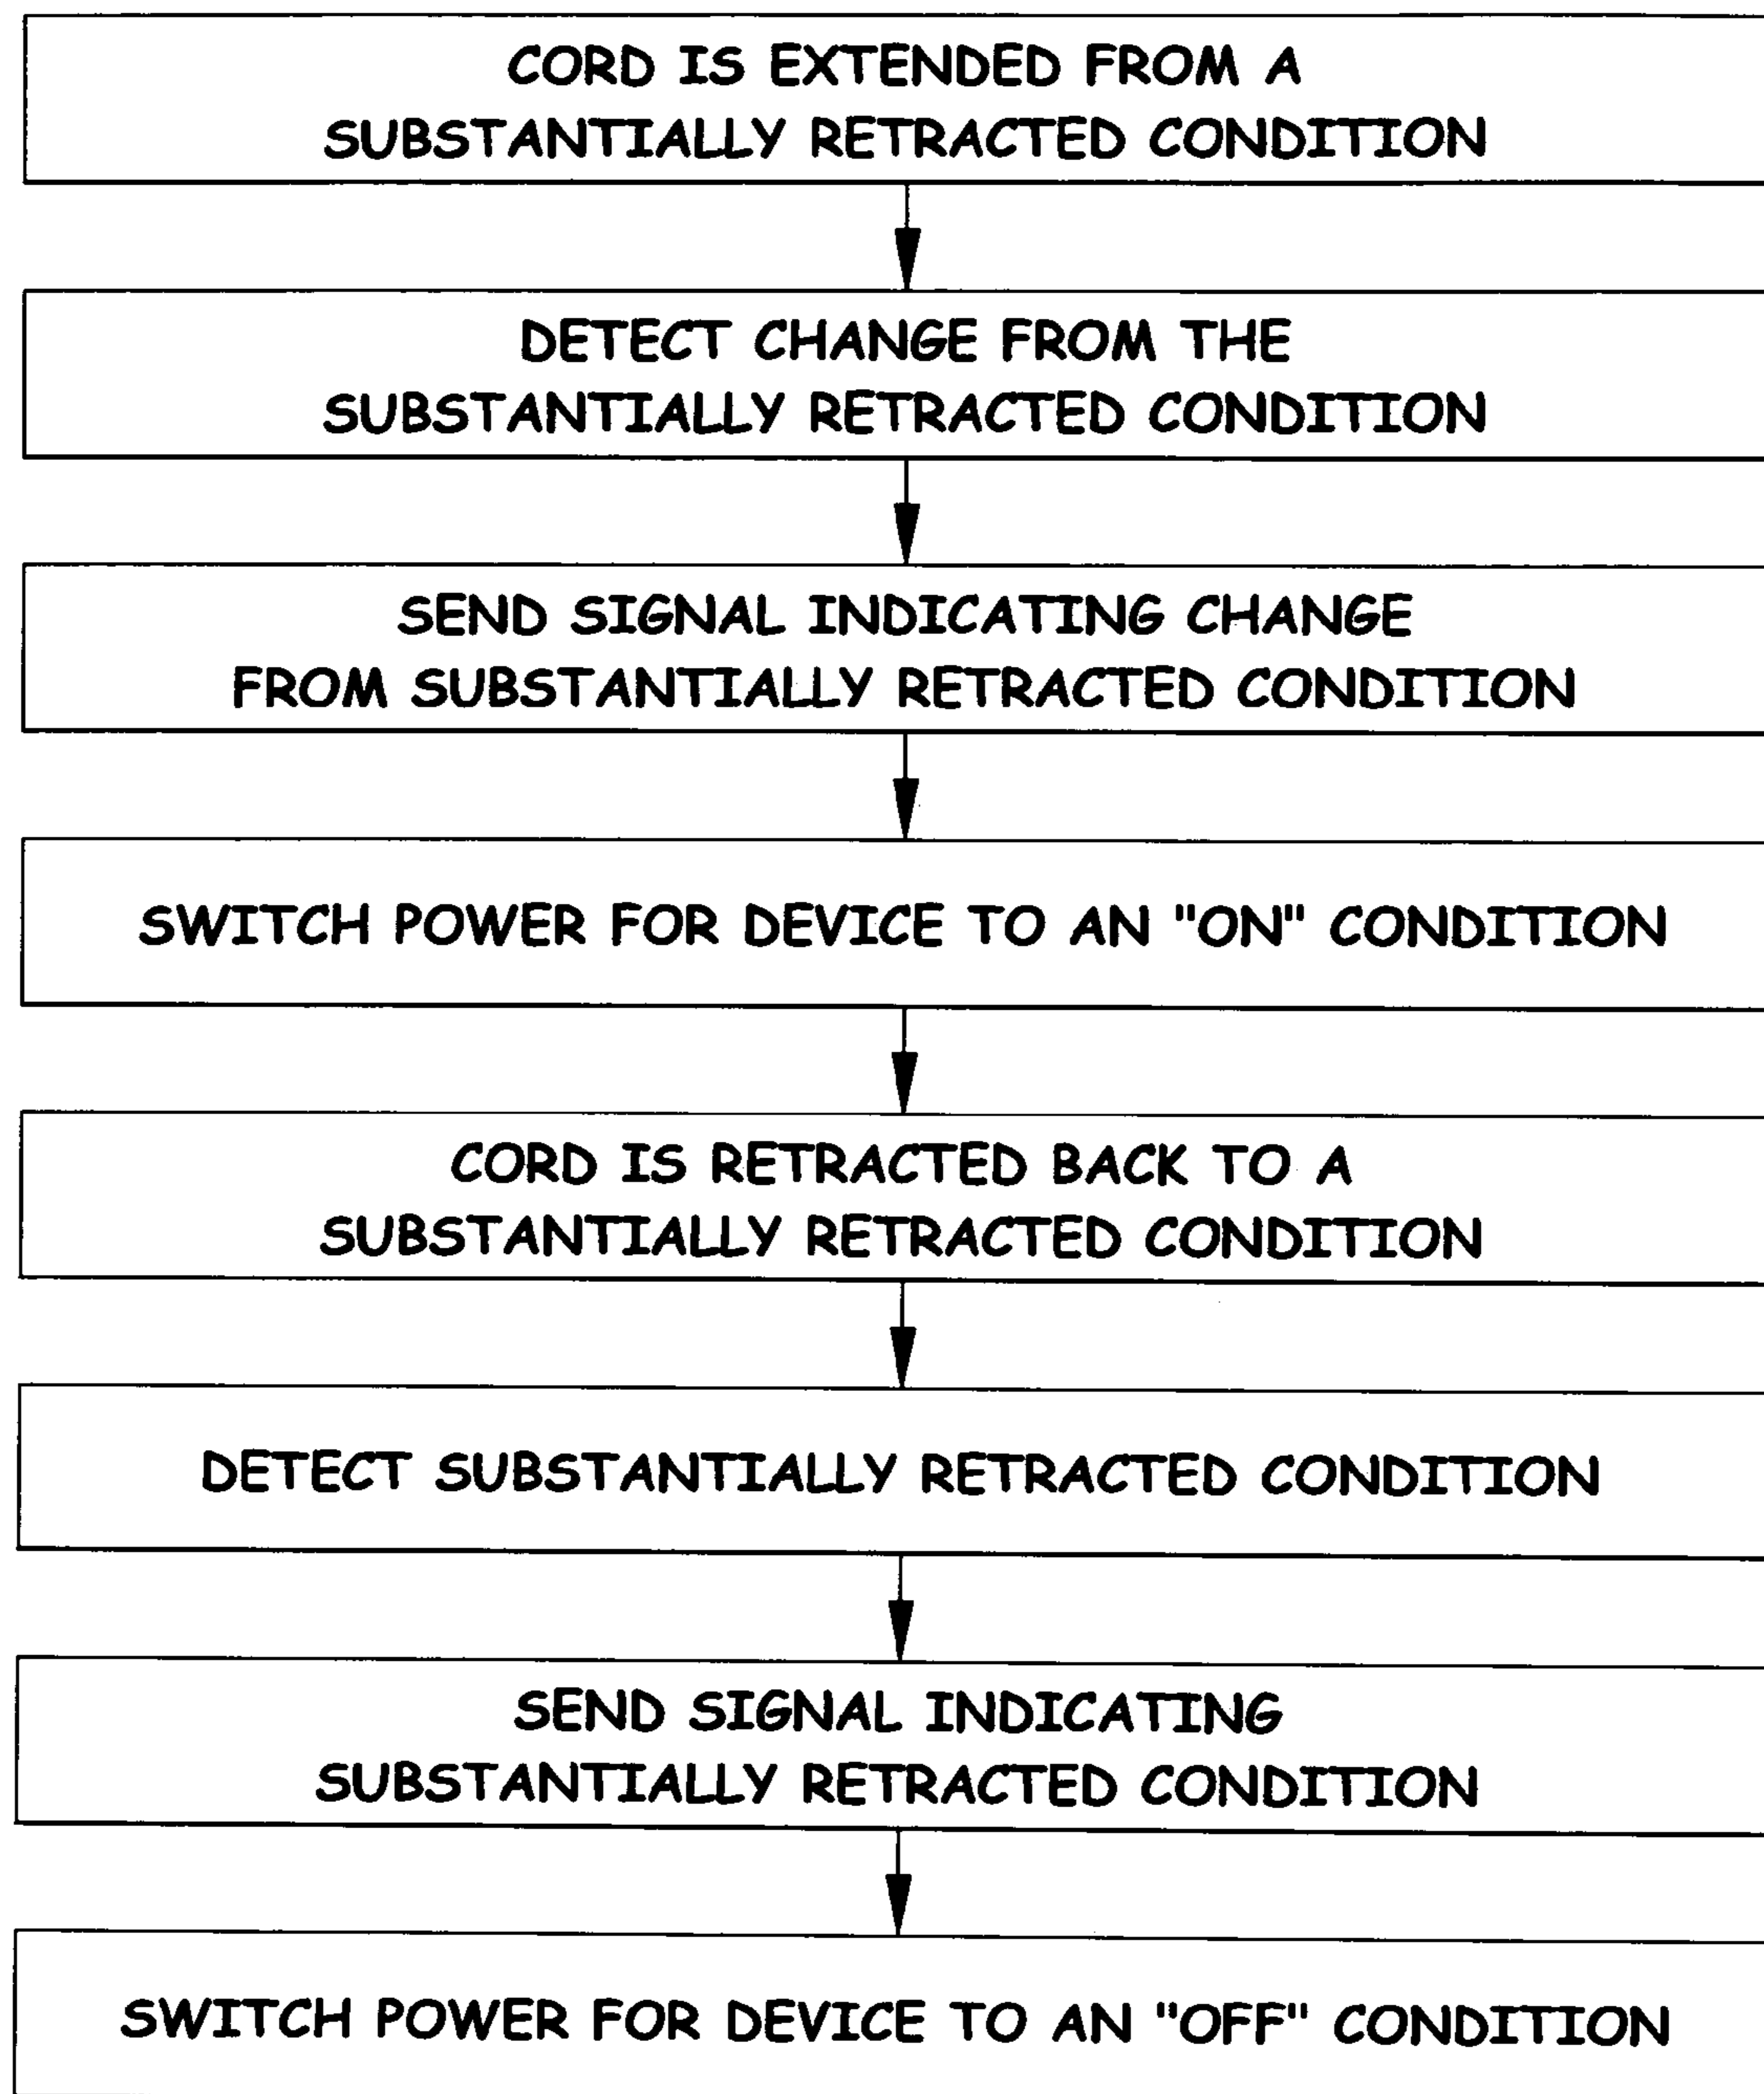 CORD IS EXTENDED FROM A
SUBSTANTIALLY RETRACTED CONDITION
DETECT CHANGE FROM THE
SUBSTANTIALLY RETRACTED CONDITION
SEND SIGNAL INDICATING CHANGE
FROM SUBSTANTIALLY RETRACTED CONDITION
SWITCH POWER FOR DEVICE TO AN "ON" CONDITION
CORD IS RETRACTED BACK TO A
SUBSTANTIALLY RETRACTED CONDITION
DETECT SUBSTANTIALLY RETRACTED CONDITION
SEND SIGNAL INDICATING
SUBSTANTIALLY RETRACTED CONDITION
SWITCH POWER FOR DEVICE TO AN "OFF" CONDITION